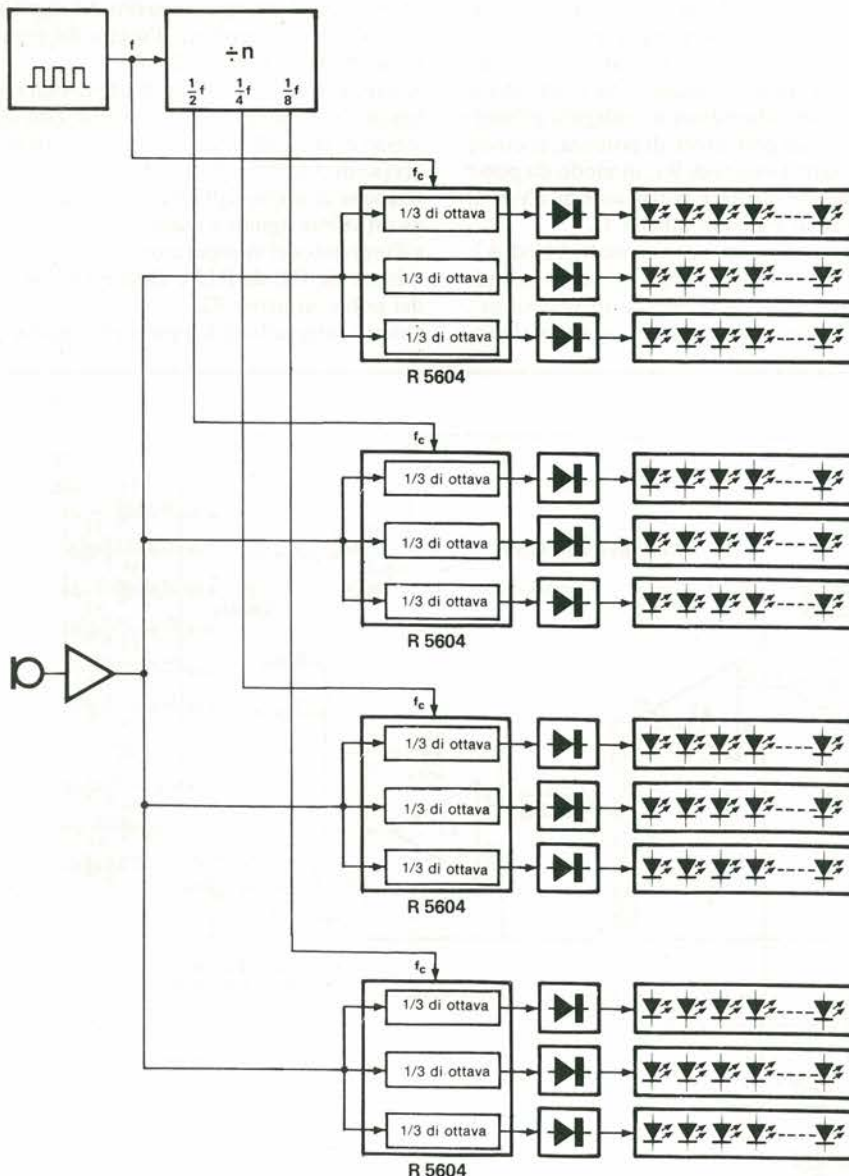 f
÷n
1/2 f 1/4 f 1/8 f
fc
1/3 di ottava
1/3 di ottava
1/3 di ottava
R 5604
fc
1/3 di ottava
1/3 di ottava
1/3 di ottava
R 5604
fc
1/3 di ottava
1/3 di ottava
1/3 di ottava
R 5604
fc
1/3 di ottava
1/3 di ottava
1/3 di ottava
R 5604